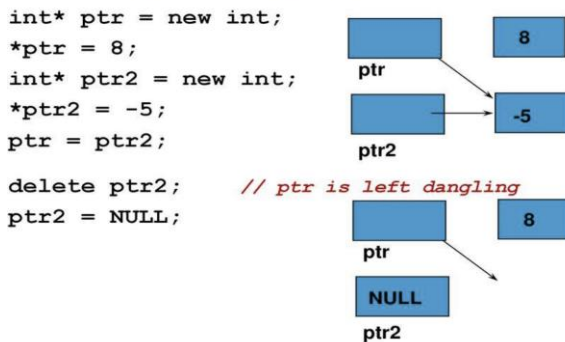 int* ptr = new int;
*ptr = 8;
int* ptr2 = new int;
*ptr2 = -5;
ptr = ptr2;
8
ptr
-5
ptr2
delete ptr2; // ptr is left dangling
ptr2 = NULL;
8
ptr
NULL
ptr2